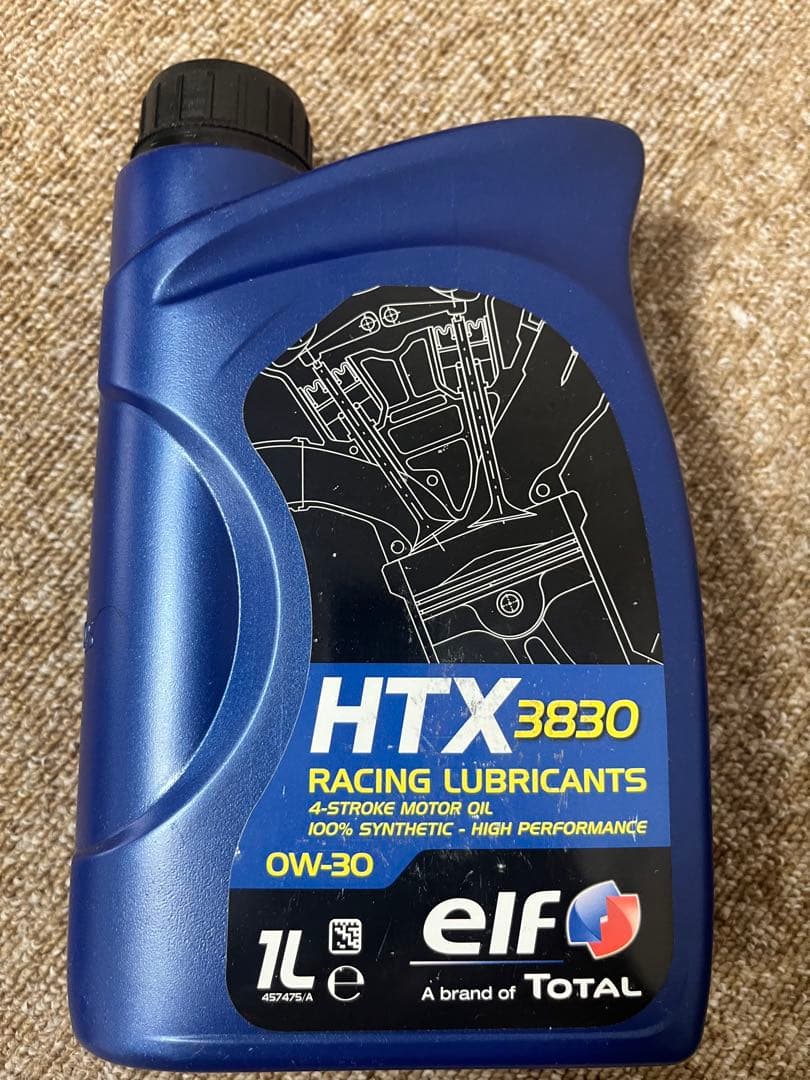 HTX 3830
RACING LUBRICANTS
4-STROKE MOTOR OIL
100% SYNTHETIC - HIGH PERFORMANCE
0W-30
1L
457475/A
e
elf
A brand of TOTAL